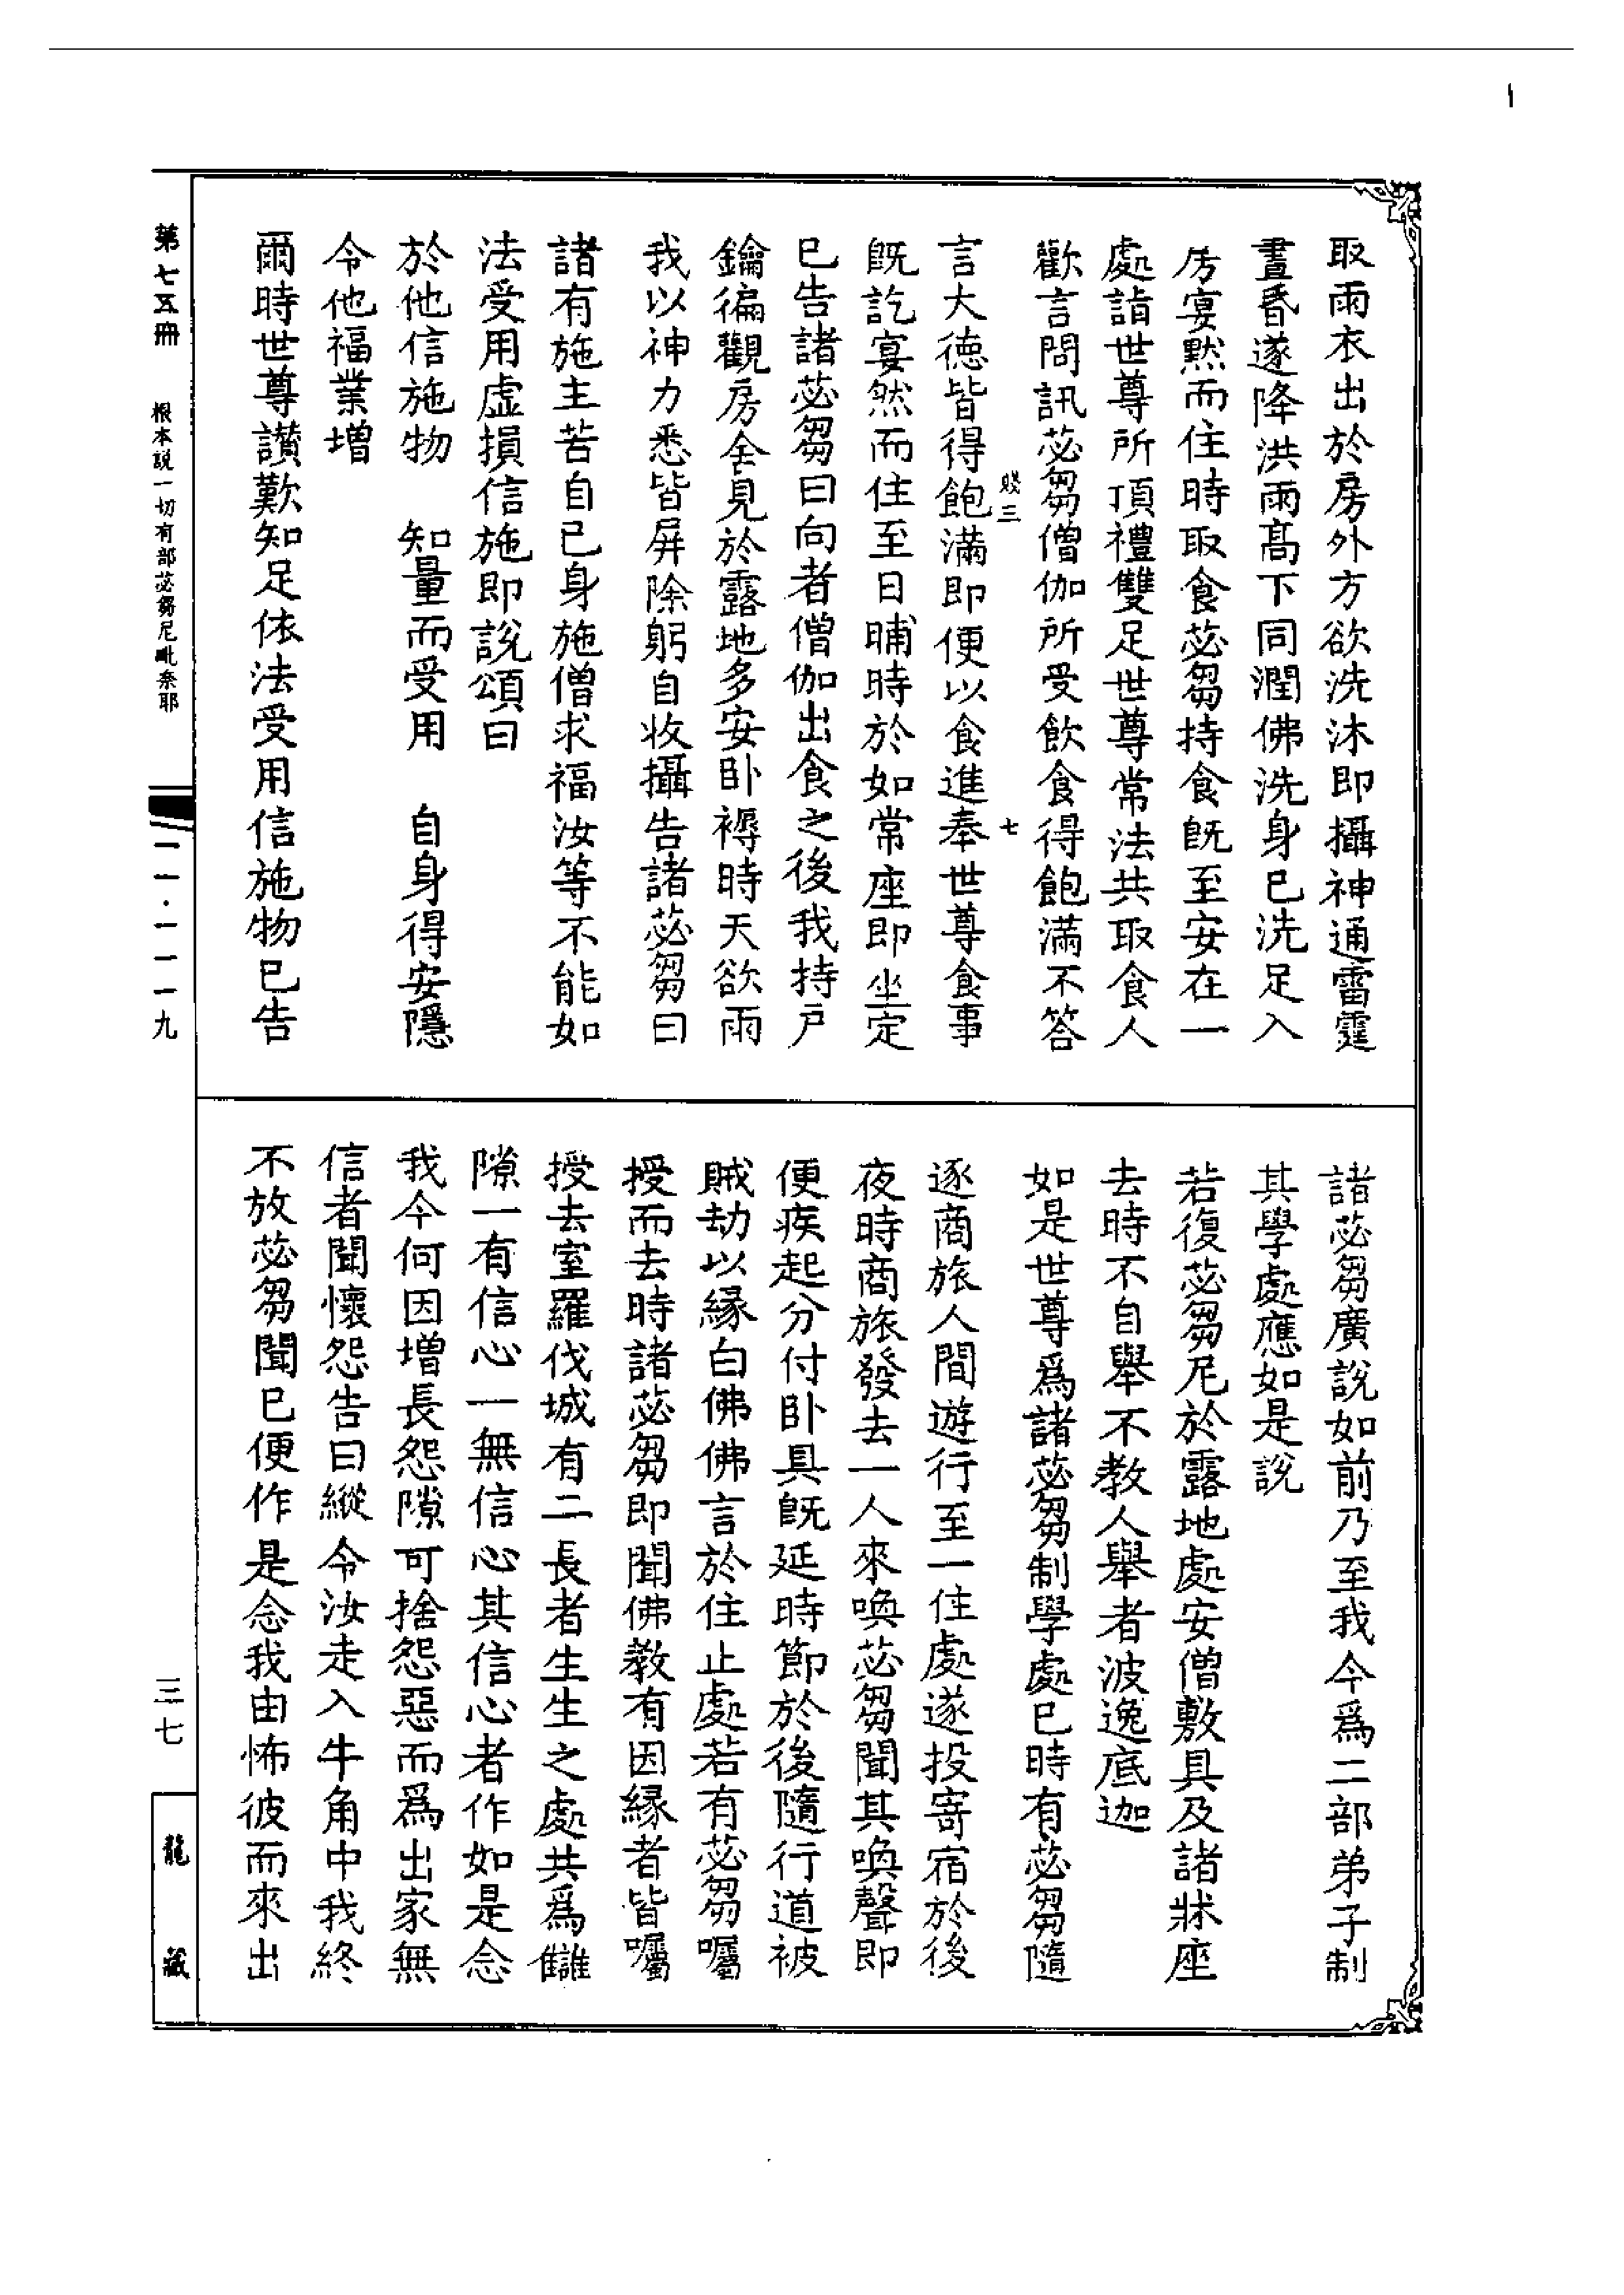 取雨衣出於房外方欲洗沐即攝神通雷霆
晝昏遂降洪雨高下同潤佛洗身已洗足入
房宴默而住時取食苾芻持食旣至安在一
處詣世尊所頂禮雙足世尊常法共取食人
歡言問訊苾芻僧伽所受飲食得飽滿不答
三 七
言大德皆得飽滿即便以食進奉世尊食事
旣訖宴然而住至日晡時於如常座即坐定
已告諸苾芻曰向者僧伽出食之後我持戶
鑰徧觀房舍見於露地多安臥褥時天欲雨
我以神力悉皆屏除躬自收攝告諸苾芻曰
諸有施主苦自已身施僧求福汝等不能如
法受用虛損信施即說頌曰
於他信施物 知量而受用 自身得安隱
令他福業增
爾時世尊讃歎知足依法受用信施物已告
諸苾芻廣說如前乃至我今爲二部弟子制
其學處應如是說
若復苾芻尼於露地處安僧敷具及諸牀座
去時不自舉不教人舉者波逸底迦
如是世尊爲諸苾芻制學處已時有苾芻隨
逐商旅人間遊行至一住處遂投寄宿於後
夜時商旅發去一人來喚苾芻聞其喚聲即
便疾起分付臥具旣延時節於後隨行道被
賊劫以緣白佛佛言於住止處若有苾芻囑
授而去時諸苾芻即聞佛教有因緣者皆囑
授去室羅伐城有二長者生生之處共爲讎
隙一有信心一無信心其信心者作如是念
我今何因增長怨隙可捨怨惡而爲出家無
信者聞懷怨告曰縱令汝走入牛角中我終
不放苾芻聞已便作是念我由怖彼而來出
第七五冊 根本説一切有部苾芻尼毗奈耶
一一·一一一九
三七
龍藏